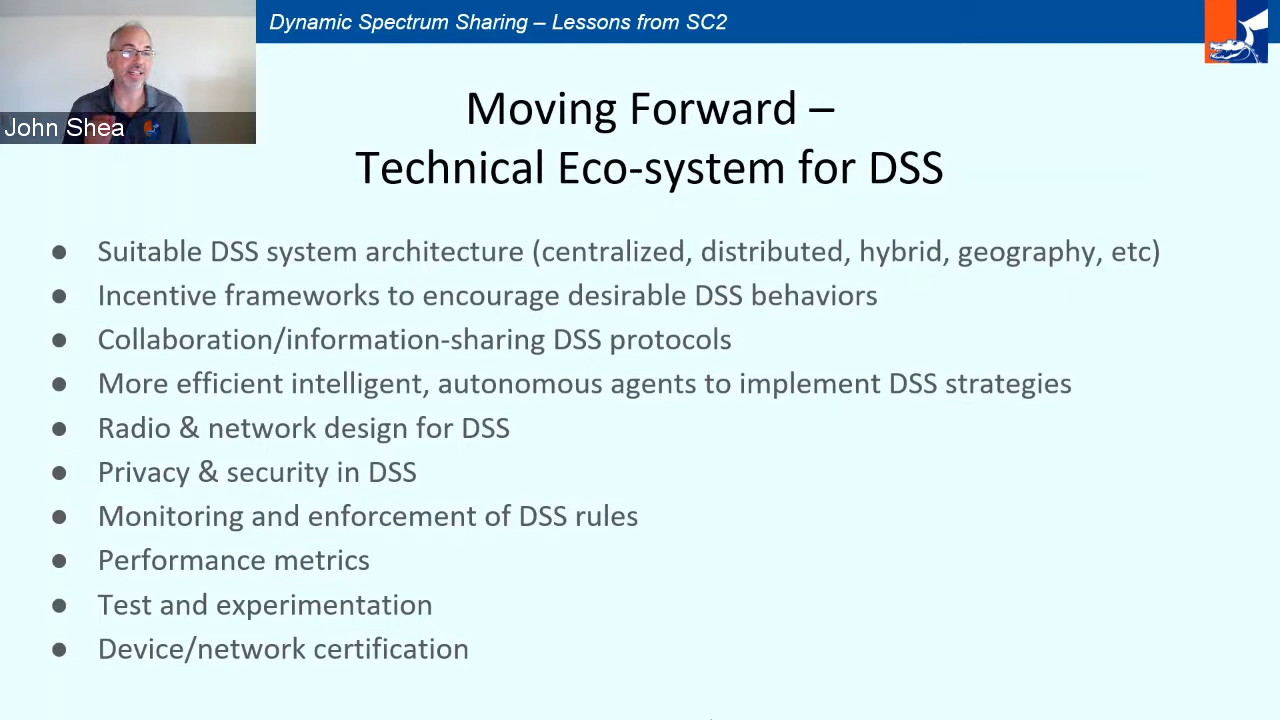 Dynamic Spectrum Sharing – Lessons from SC2
John Shea
Moving Forward –
Technical Eco-system for DSS
● Suitable DSS system architecture (centralized, distributed, hybrid, geography, etc)
● Incentive frameworks to encourage desirable DSS behaviors
● Collaboration/information-sharing DSS protocols
● More efficient intelligent, autonomous agents to implement DSS strategies
● Radio & network design for DSS
● Privacy & security in DSS
● Monitoring and enforcement of DSS rules
● Performance metrics
● Test and experimentation
● Device/network certification